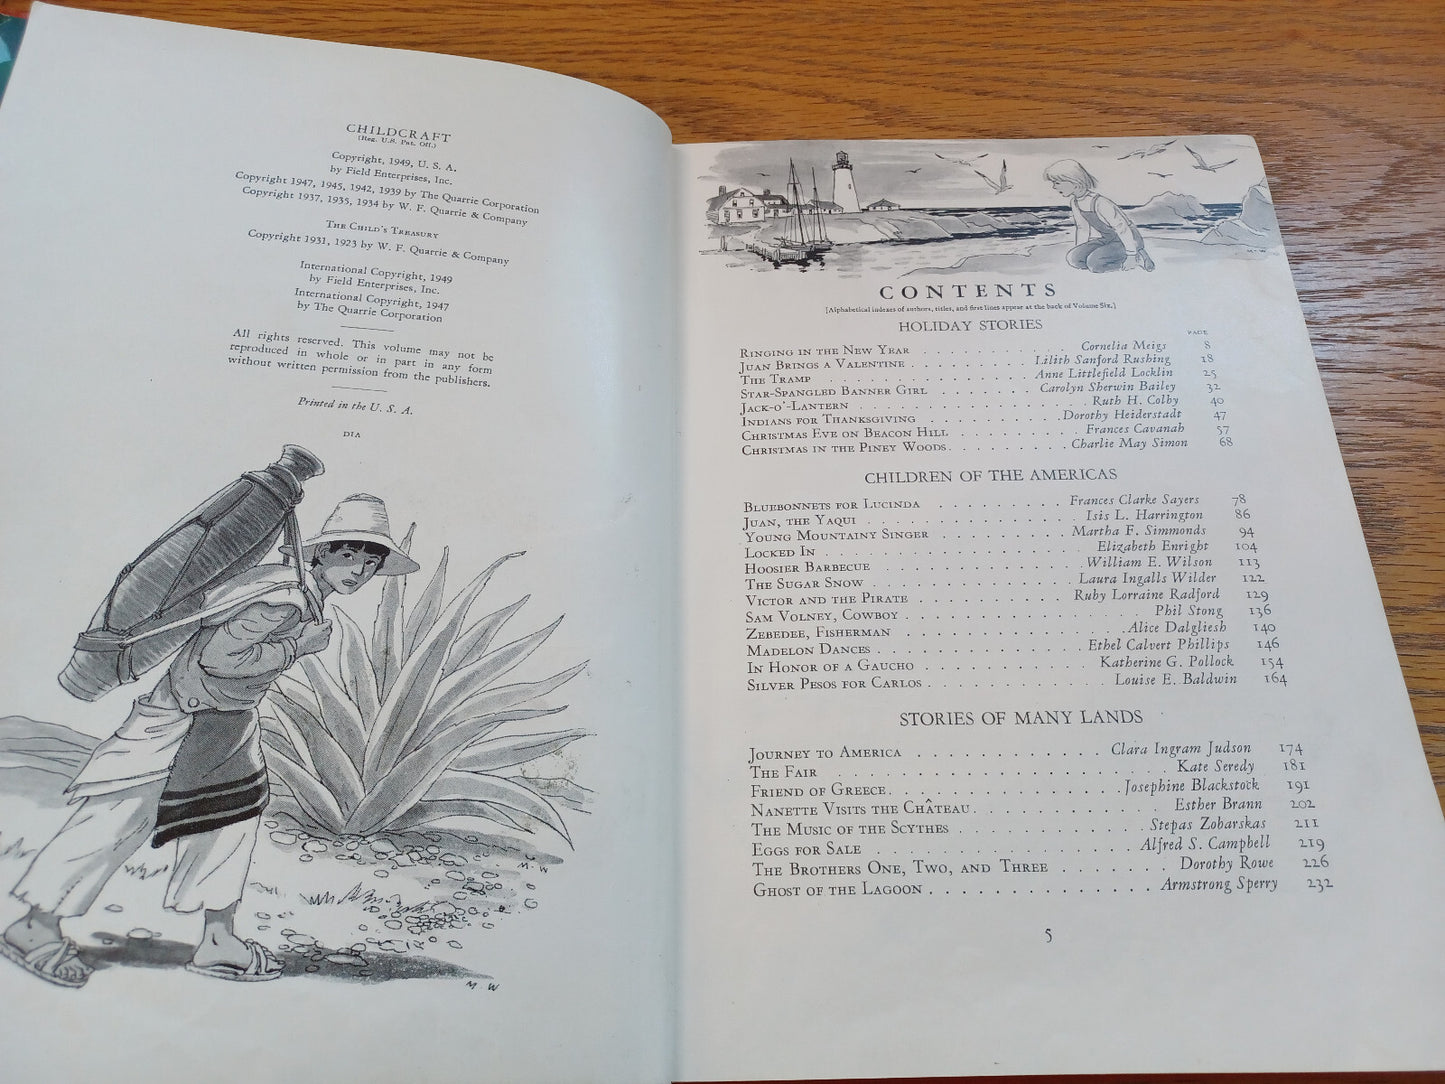 CHILDCRAFT
(Reg. U.S. Pat. Off.)
Copyright, 1949, U. S. A.
by Field Enterprises, Inc.
Copyright 1947, 1945, 1942, 1939 by The Quarrie Corporation
Copyright 1937, 1935, 1934 by W. F. Quarrie & Company
The Child's Treasury
Copyright 1931, 1923 by W. F. Quarrie & Company
International Copyright, 1949
by Field Enterprises, Inc.
International Copyright, 1947
by The Quarrie Corporation
All rights reserved. This volume may not be
reproduced in whole or in part in any form
without written permission from the publishers.
Printed in the U. S. A.
DIA
M.W
M.W
M.W
CONTENTS
[Alphabetical indexes of authors, titles, and first lines appear at the back of Volume Six.]
HOLIDAY STORIES
PAGE
Ringing in the New Year . . . . . . . . . . Cornelia Meigs 8
Juan Brings a Valentine . . . . . . . . . Lilith Sanford Rushing 18
The Tramp . . . . . . . . . . . . . . . Anne Littlefield Locklin 25
Star-Spangled Banner Girl . . . . . . . . Carolyn Sherwin Bailey 32
Jack-o'-Lantern . . . . . . . . . . . . . . . . Ruth H. Colby 40
Indians for Thanksgiving . . . . . . . . . . Dorothy Heiderstadt 47
Christmas Eve on Beacon Hill . . . . . . . . . Frances Cavanah 57
Christmas in the Piney Woods . . . . . . . . . Charlie May Simon 68
CHILDREN OF THE AMERICAS
Bluebonnets for Lucinda . . . . . . . . . . Frances Clarke Sayers 78
Juan, the Yaqui . . . . . . . . . . . . . . . Isis L. Harrington 86
Young Mountainy Singer . . . . . . . . . . Martha F. Simmonds 94
Locked In . . . . . . . . . . . . . . . . . . Elizabeth Enright 104
Hoosier Barbecue . . . . . . . . . . . . . . William E. Wilson 113
The Sugar Snow . . . . . . . . . . . . . . Laura Ingalls Wilder 122
Victor and the Pirate . . . . . . . . . . . Ruby Lorraine Radford 129
Sam Volney, Cowboy . . . . . . . . . . . . . . . . Phil Stong 136
Zebedee, Fisherman . . . . . . . . . . . . . . . Alice Dalgliesh 140
Madelon Dances . . . . . . . . . . . . . . Ethel Calvert Phillips 146
In Honor of a Gaucho . . . . . . . . . . . Katherine G. Pollock 154
Silver Pesos for Carlos . . . . . . . . . . . Louise E. Baldwin 164
STORIES OF MANY LANDS
Journey to America . . . . . . . . . . . . Clara Ingram Judson 174
The Fair . . . . . . . . . . . . . . . . . . . . Kate Seredy 181
Friend of Greece . . . . . . . . . . . . . . Josephine Blackstock 191
Nanette Visits the Château . . . . . . . . . . . . Esther Brann 202
The Music of the Scythes . . . . . . . . . . . Stepas Zobarskas 211
Eggs for Sale . . . . . . . . . . . . . . . . Alfred S. Campbell 219
The Brothers One, Two, and Three . . . . . . . Dorothy Rowe 226
Ghost of the Lagoon . . . . . . . . . . . . . . Armstrong Sperry 232
5